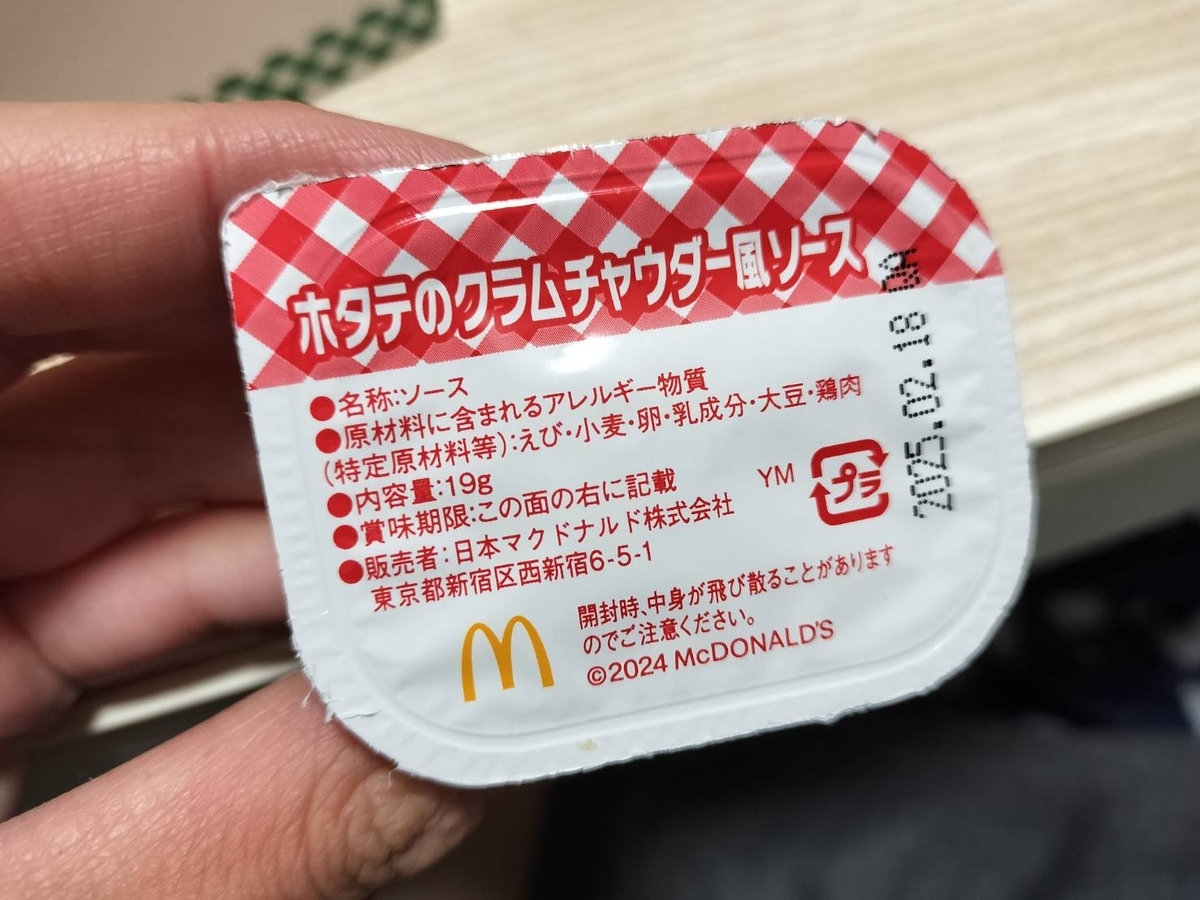 ホタテのクラムチャウダー風ソース
●名称:ソース
●原材料に含まれるアレルギー物質
(特定原材料等):えび・小麦・卵・乳成分・大豆・鶏肉
●内容量:19g
●賞味期限:この面の右に記載
●販売者:日本マクドナルド株式会社
東京都新宿区西新宿6-5-1
YM
プラ
2025.02.18
開封時、中身が飛び散ることがあります
のでご注意ください。
©2024 McDONALD'S